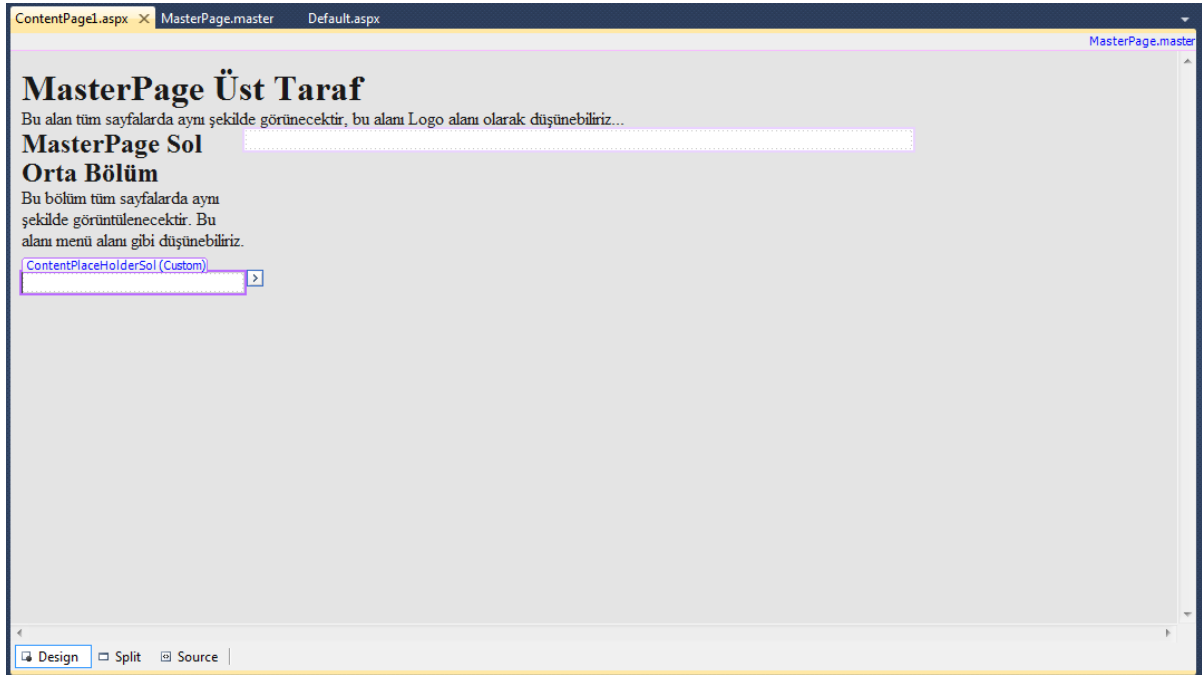 ContentPage1.aspx MasterPage.master Default.aspx
MasterPage.master
MasterPage Üst Taraf
Bu alan tüm sayfalarda aynı şekilde görünecektir, bu alanı Logo alanı olarak düşünebiliriz...
MasterPage Sol
Orta Bölüm
Bu bölüm tüm sayfalarda aynı
şekilde görüntülenecektir. Bu
alanı menü alanı gibi düşünebiliriz.
ContentPlaceHolderSol (Custom)
Design Split Source